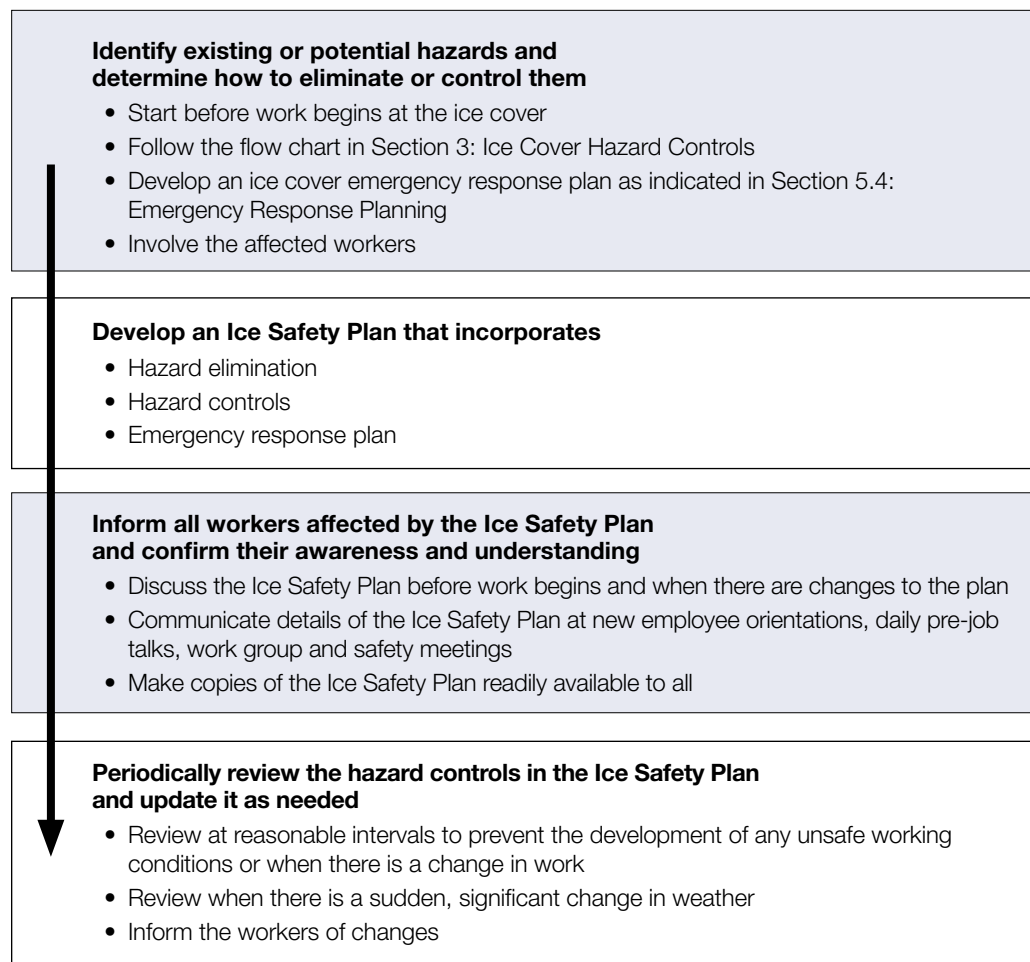 Identify existing or potential hazards and
determine how to eliminate or control them
• Start before work begins at the ice cover
• Follow the flow chart in Section 3: Ice Cover Hazard Controls
• Develop an ice cover emergency response plan as indicated in Section 5.4:
Emergency Response Planning
• Involve the affected workers
Develop an Ice Safety Plan that incorporates
• Hazard elimination
• Hazard controls
• Emergency response plan
Inform all workers affected by the Ice Safety Plan
and confirm their awareness and understanding
• Discuss the Ice Safety Plan before work begins and when there are changes to the plan
• Communicate details of the Ice Safety Plan at new employee orientations, daily pre-job
talks, work group and safety meetings
• Make copies of the Ice Safety Plan readily available to all
Periodically review the hazard controls in the Ice Safety Plan
and update it as needed
• Review at reasonable intervals to prevent the development of any unsafe working
conditions or when there is a change in work
• Review when there is a sudden, significant change in weather
• Inform the workers of changes